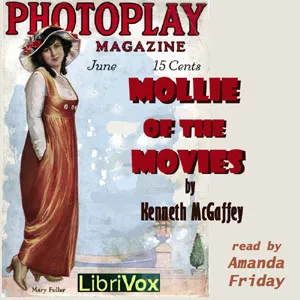 PHOTOPLAY
MAGAZINE
June 15 Cents
MOLLIE
OF THE
MOVIES
by
Kenneth McGaffey
read by
Amanda
Friday
Mary Fuller
LibriVox